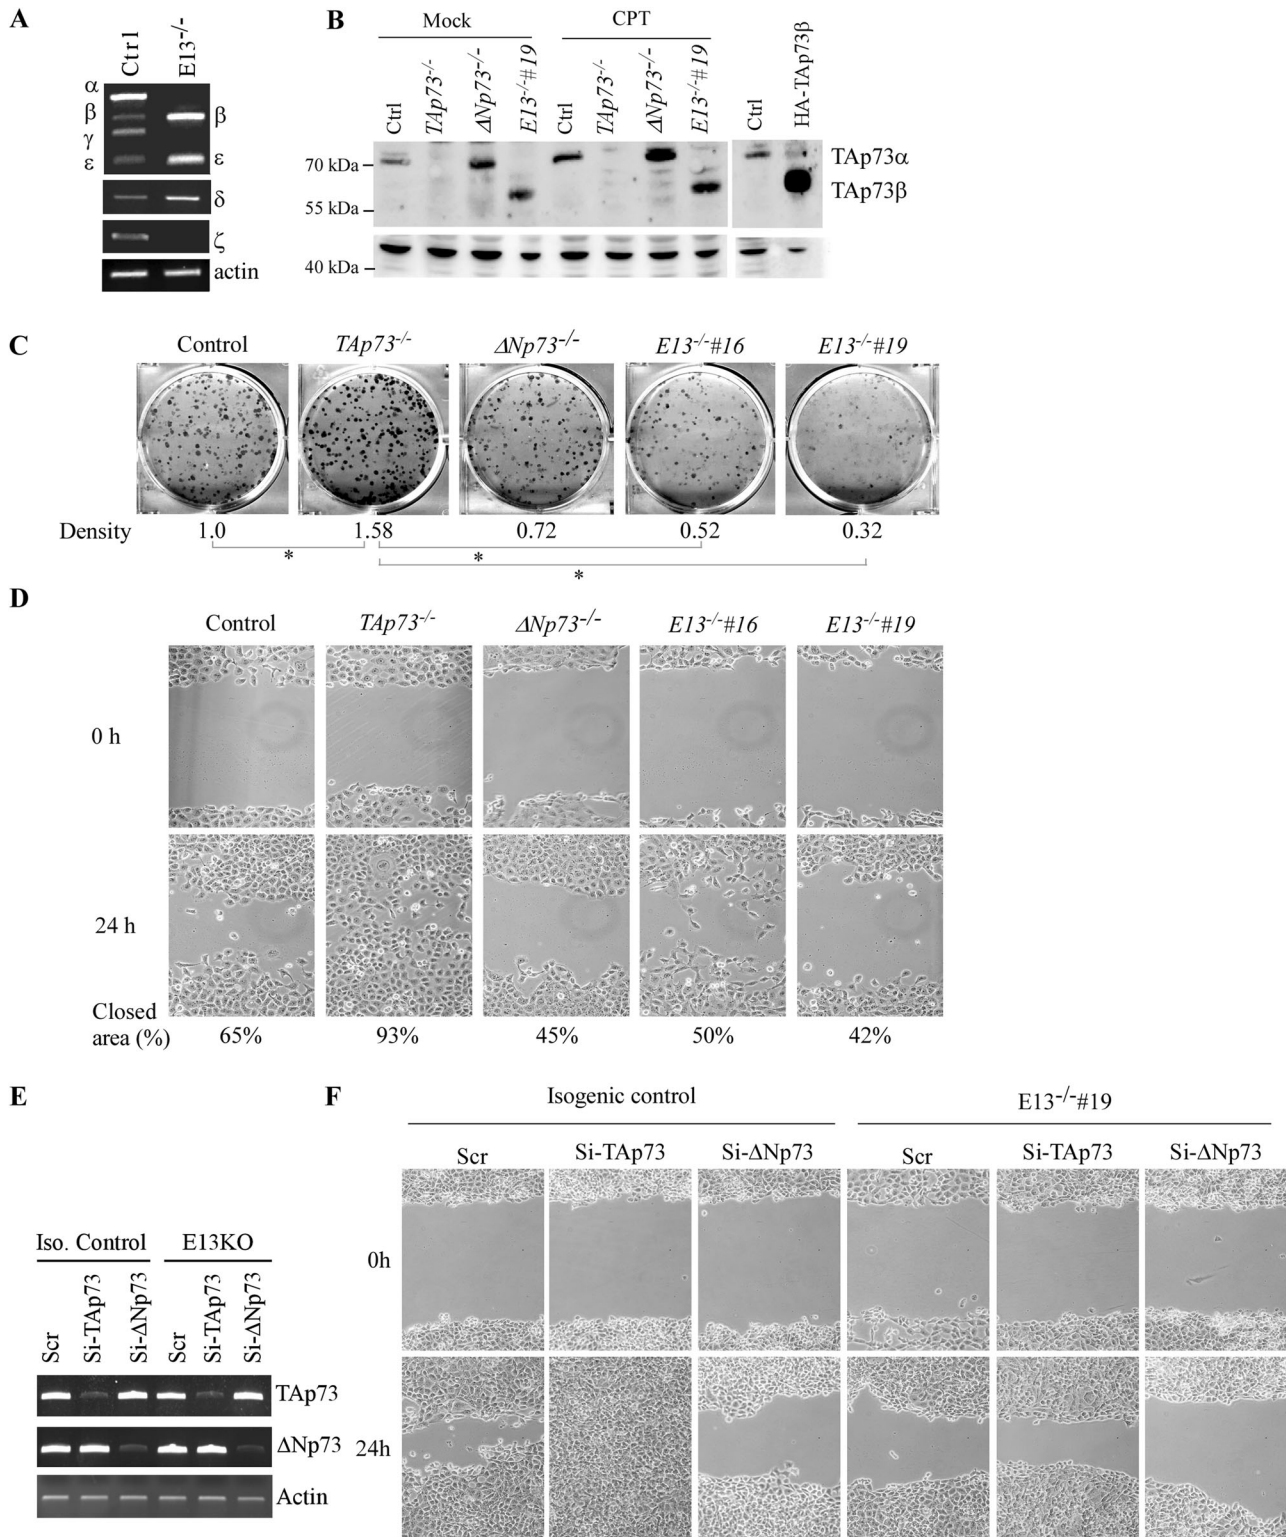 A
Ctrl
E13-/-
α
β
γ
ε
β
ε
δ
ζ
actin
B
Mock
CPT
Ctrl
TAp73-/-
ΔNp73-/-
E13-/-#19
Ctrl
TAp73-/-
ΔNp73-/-
E13-/-#19
Ctrl
HA-TAp73β
70 kDa
55 kDa
40 kDa
TAp73α
TAp73β
C
Control
TAp73-/-
ΔNp73-/-
E13-/-#16
E13-/-#19
Density
1.0
1.58
0.72
0.52
0.32
*
*
*
D
Control
TAp73-/-
ΔNp73-/-
E13-/-#16
E13-/-#19
0 h
24 h
Closed
area (%)
65%
93%
45%
50%
42%
E
Iso. Control
E13KO
Scr
Si-TAp73
Si-ΔNp73
Scr
Si-TAp73
Si-ΔNp73
TAp73
ΔNp73
Actin
F
Isogenic control
E13-/-#19
Scr
Si-TAp73
Si-ΔNp73
Scr
Si-TAp73
Si-ΔNp73
0h
24h